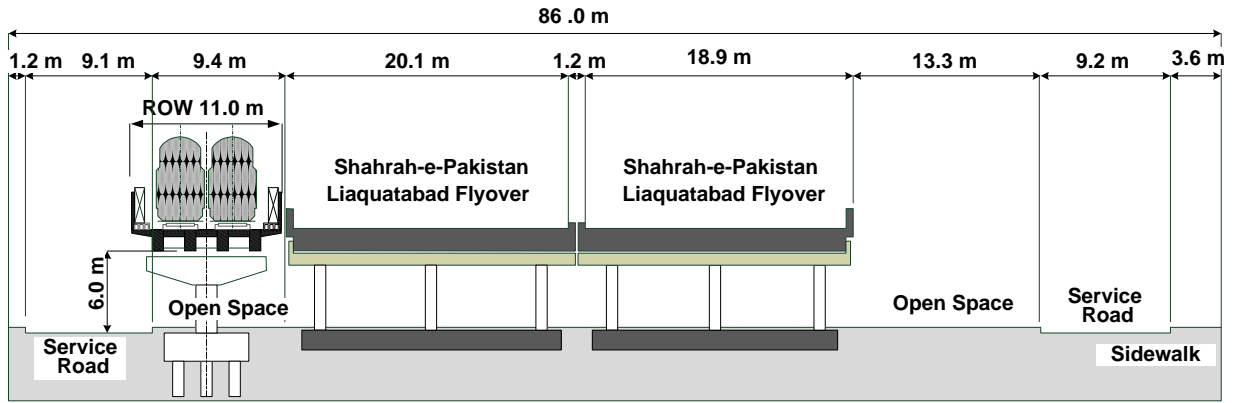 86 .0 m
1.2 m 9.1 m 9.4 m 20.1 m 1.2 m 18.9 m 13.3 m 9.2 m 3.6 m
ROW 11.0 m
Shahrah-e-Pakistan
Liaquatabad Flyover
Shahrah-e-Pakistan
Liaquatabad Flyover
6.0 m
Open Space
Open Space
Service
Road
Service
Road
Sidewalk